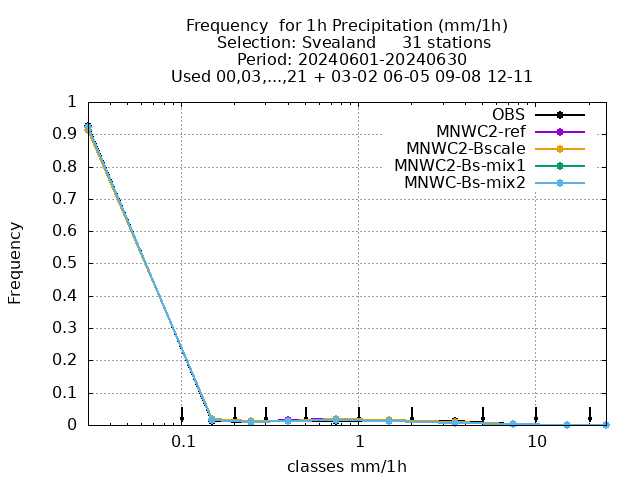 Frequency  for 1h Precipitation (mm/1h)
Selection: Svealand     31 stations
Period: 20240601-20240630
Used 00,03,...,21 + 03-02 06-05 09-08 12-11
OBS
MNWC2-ref
MNWC2-Bscale
MNWC2-Bs-mix1
MNWC-Bs-mix2
1
0.9
0.8
0.7
0.6
0.5
0.4
0.3
0.2
0.1
0
Frequency
0.1 1 10
classes mm/1h